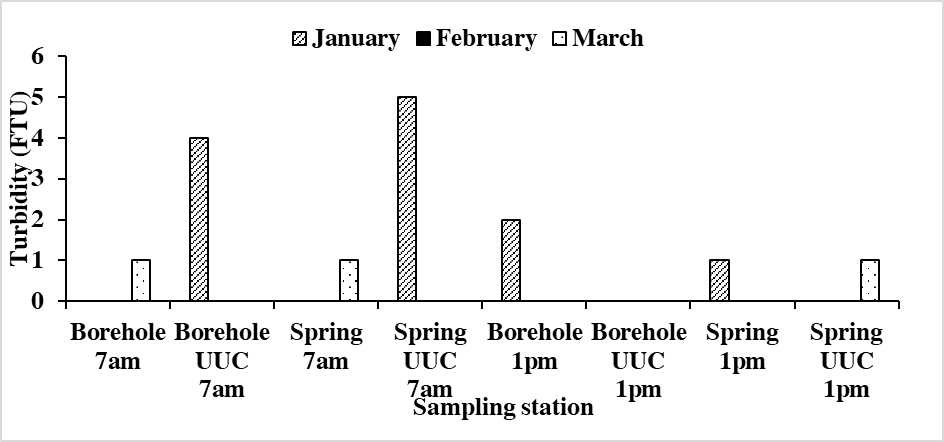 January February March
Turbidity (FTU)
6
5
4
3
2
1
0
Borehole 7am
Borehole UUC 7am
Spring 7am
Spring UUC 7am
Borehole 1pm
Borehole UUC 1pm
Spring 1pm
Spring UUC 1pm
Sampling station